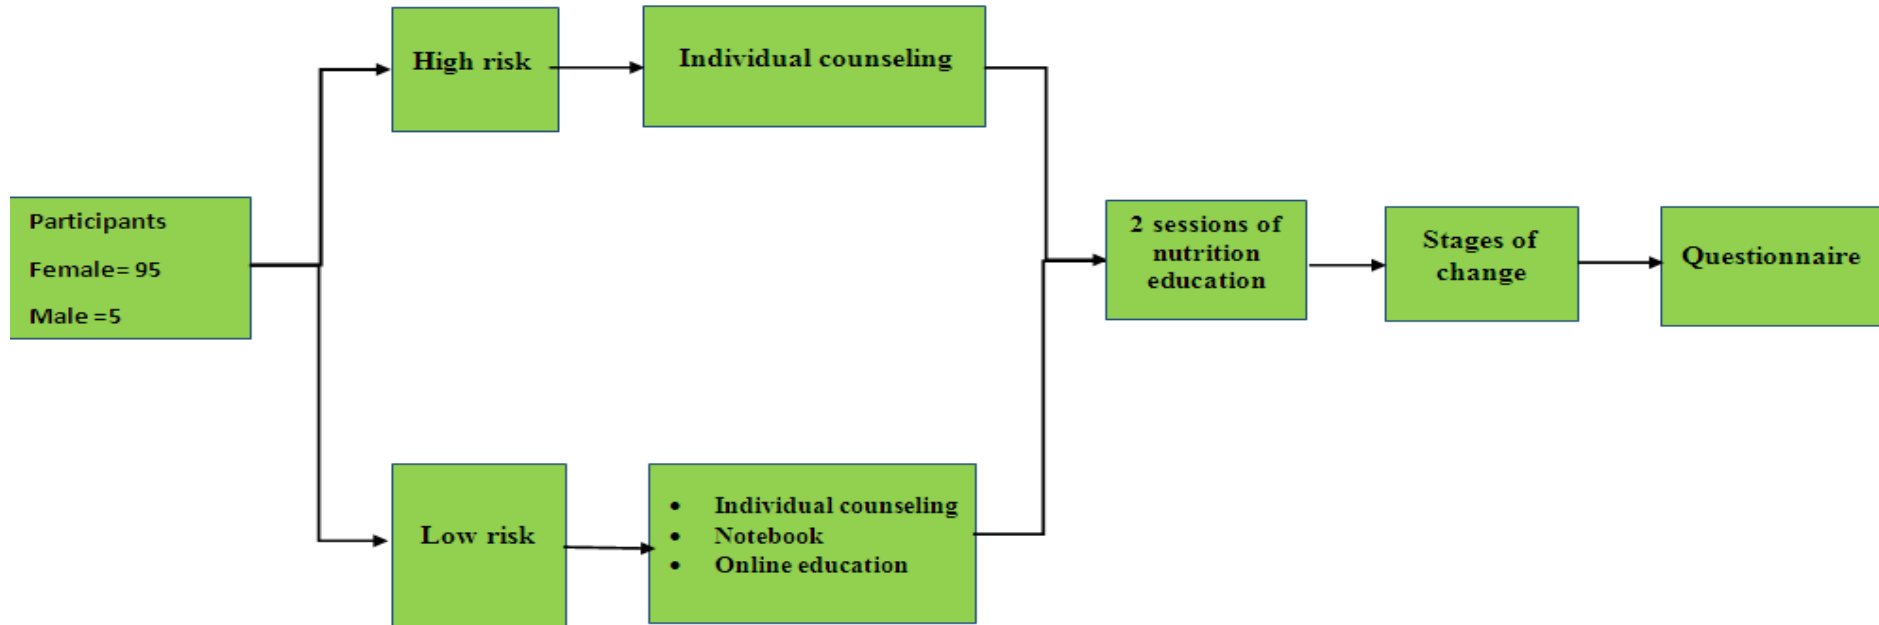 High risk
Individual counseling
Participants
Female= 95
Male =5
2 sessions of
nutrition
education
Stages of
change
Questionnaire
Low risk
• Individual counseling
• Notebook
• Online education